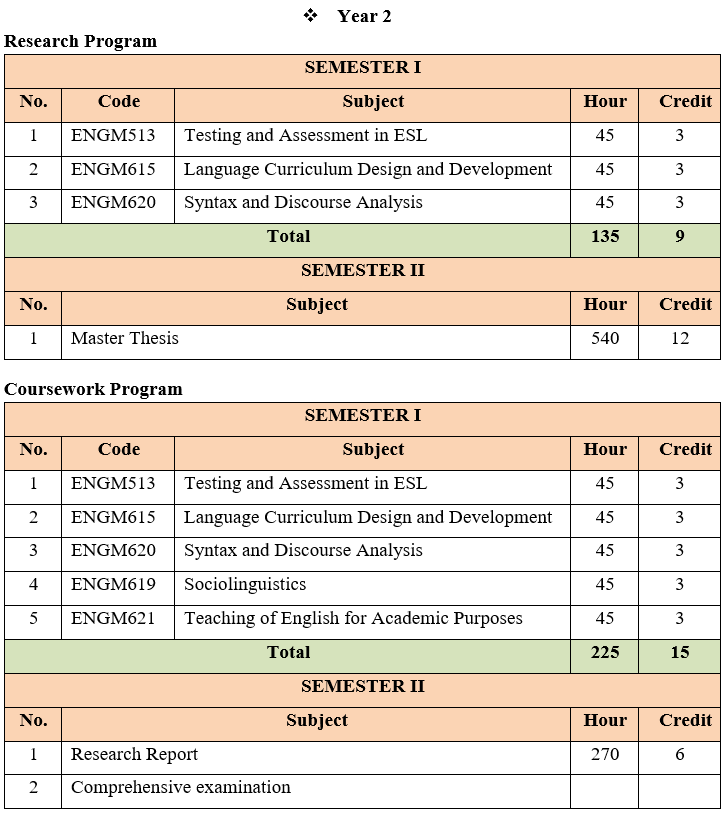 ❖ Year 2
Research Program
SEMESTER I
No. Code Subject Hour Credit
1 ENGM513 Testing and Assessment in ESL 45 3
2 ENGM615 Language Curriculum Design and Development 45 3
3 ENGM620 Syntax and Discourse Analysis 45 3
Total 135 9
SEMESTER II
No. Subject Hour Credit
1 Master Thesis 540 12
Coursework Program
SEMESTER I
No. Code Subject Hour Credit
1 ENGM513 Testing and Assessment in ESL 45 3
2 ENGM615 Language Curriculum Design and Development 45 3
3 ENGM620 Syntax and Discourse Analysis 45 3
4 ENGM619 Sociolinguistics 45 3
5 ENGM621 Teaching of English for Academic Purposes 45 3
Total 225 15
SEMESTER II
No. Subject Hour Credit
1 Research Report 270 6
2 Comprehensive examination